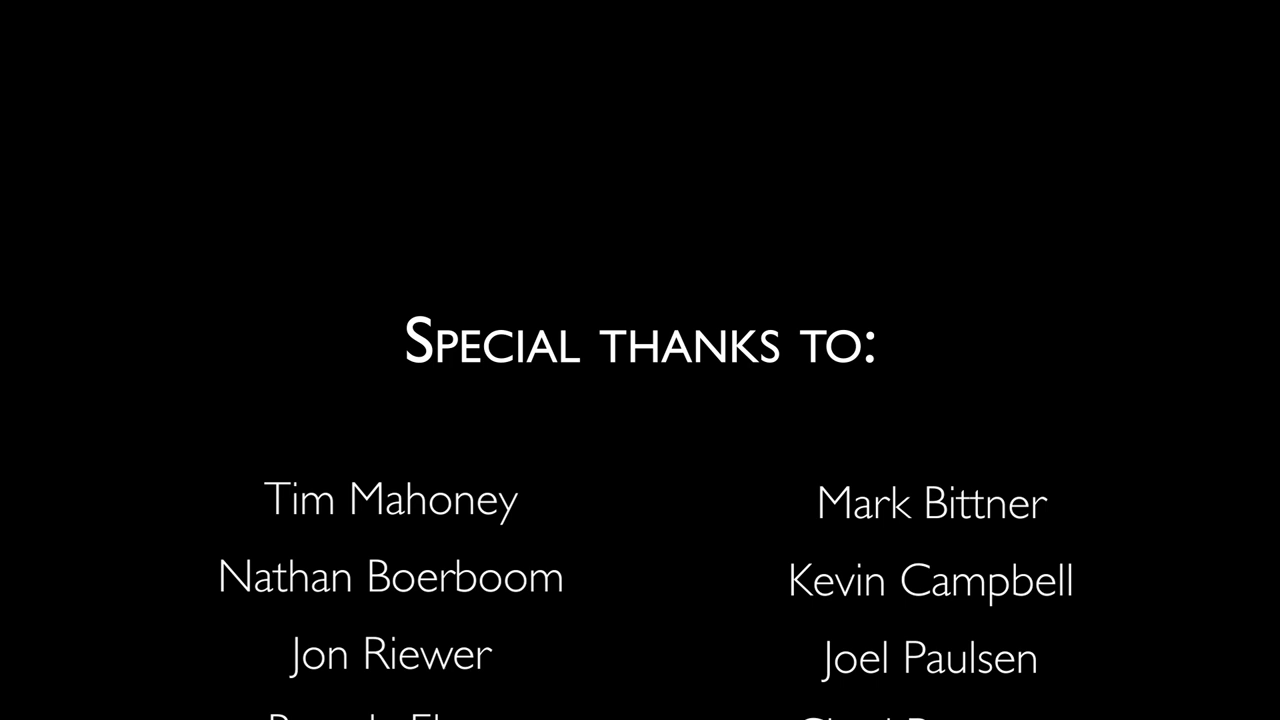 Special thanks to:
Tim Mahoney
Mark Bittner
Nathan Boerboom
Kevin Campbell
Jon Riewer
Joel Paulsen